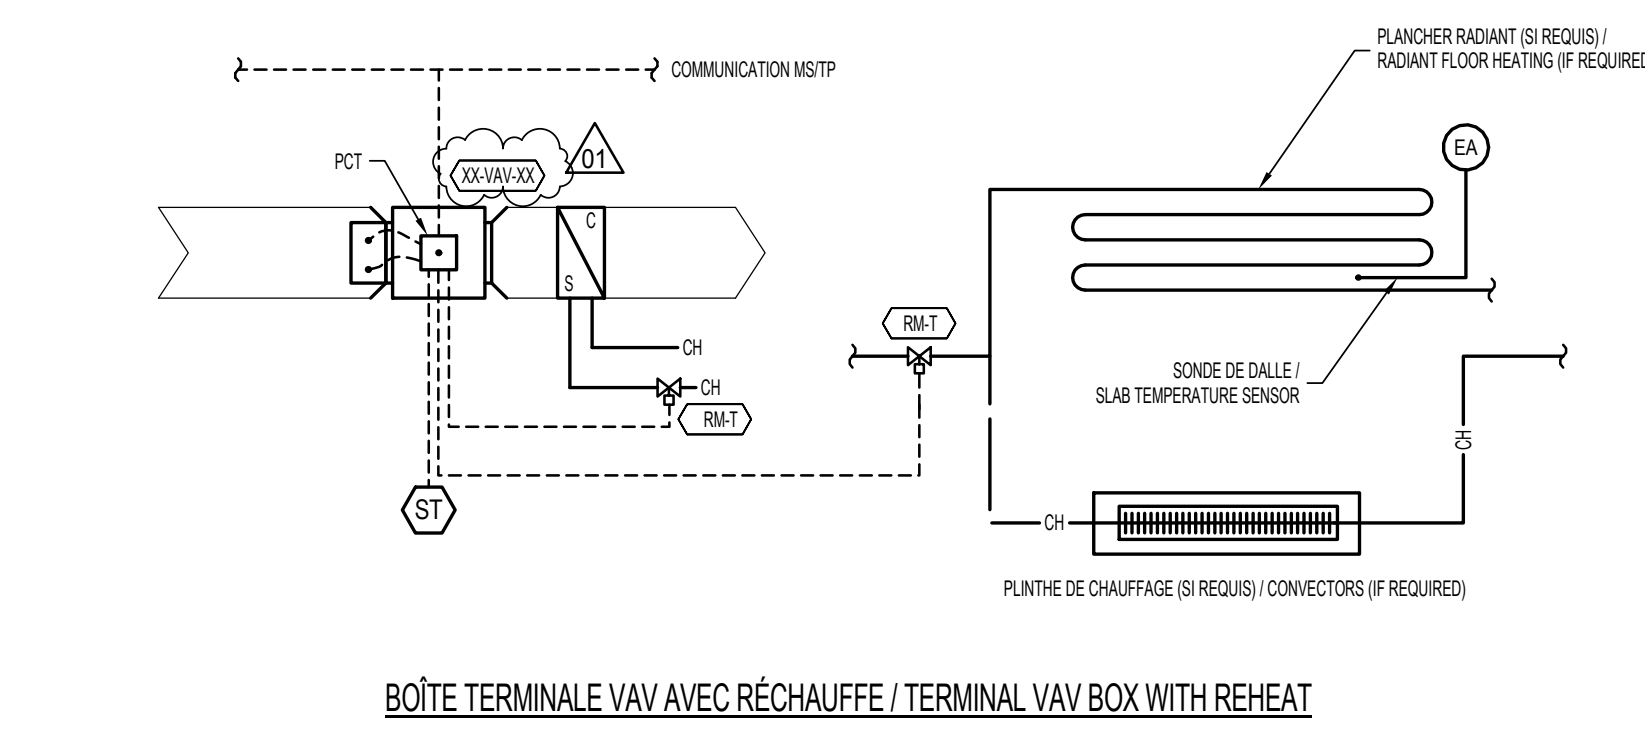 PLANCHER RADIANT (SI REQUIS) /
RADIANT FLOOR HEATING (IF REQUIRED
COMMUNICATION MS/TP
PCT
XX-VAV-XX
01
EA
C
S
CH
CH
RM-T
RM-T
SONDE DE DALLE /
SLAB TEMPERATURE SENSOR
CH
ST
CH
PLINTHE DE CHAUFFAGE (SI REQUIS) / CONVECTORS (IF REQUIRED)
BOÎTE TERMINALE VAV AVEC RÉCHAUFFE / TERMINAL VAV BOX WITH REHEAT